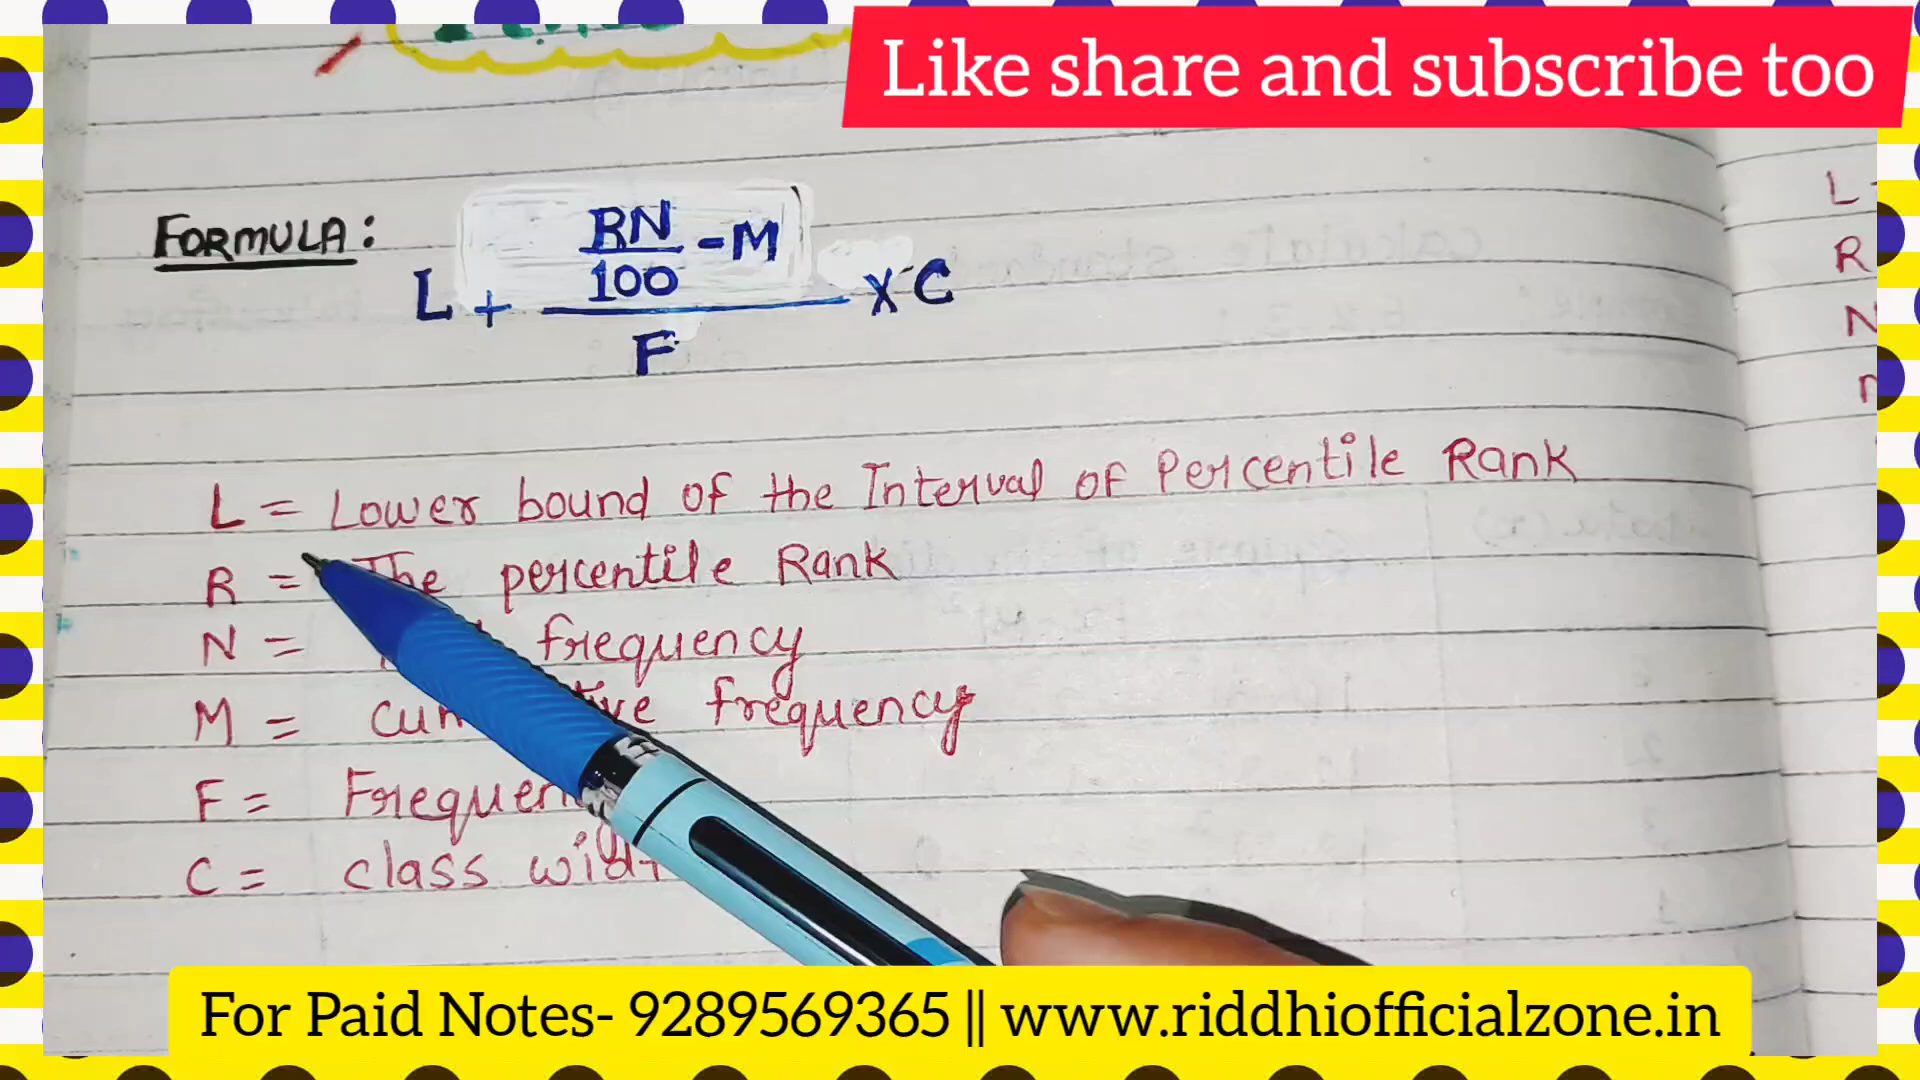 Like share and subscribe too
FORMULA:
RN
100
- M
L +
F
X C
L = Lower bound of the Interval of Percentile Rank
R = The percentile Rank
N = frequency
M = frequency
F =
C = class
L
R
N
For Paid Notes- 9289569365 || www.riddhiofficialzone.in